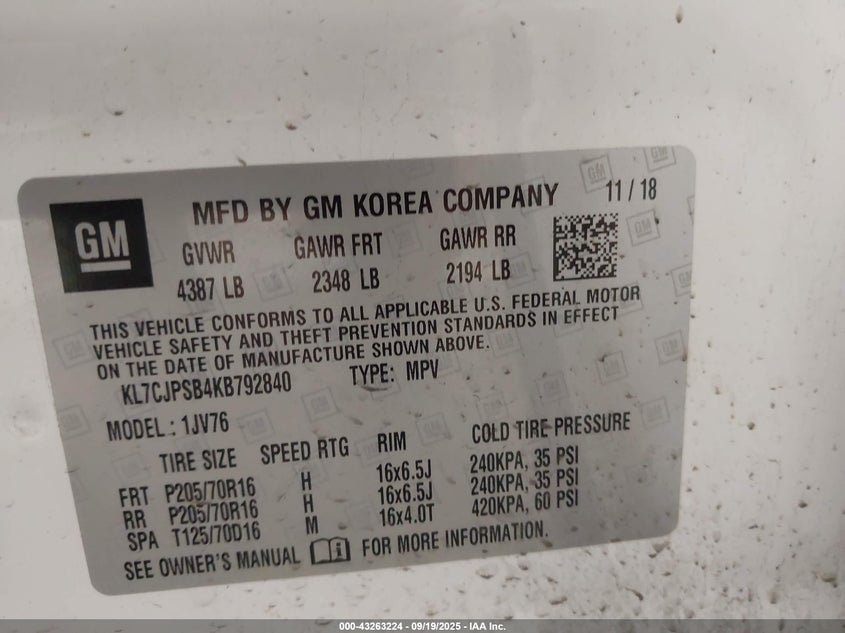 GM
MFD BY GM KOREA COMPANY 11 / 18
GVWR GAWR FRT GAWR RR
4387 LB 2348 LB 2194 LB
THIS VEHICLE CONFORMS TO ALL APPLICABLE U.S. FEDERAL MOTOR
VEHICLE SAFETY AND THEFT PREVENTION STANDARDS IN EFFECT
ON THE DATE OF MANUFACTURE SHOWN ABOVE.
KL7CJPSB4KB792840 TYPE: MPV
MODEL : 1JV76
TIRE SIZE SPEED RTG RIM COLD TIRE PRESSURE
FRT P205/70R16 H 16x6.5J 240KPA, 35 PSI
RR P205/70R16 H 16x6.5J 240KPA, 35 PSI
SPA T125/70D16 M 16x4.0T 420KPA, 60 PSI
SEE OWNER'S MANUAL FOR MORE INFORMATION.
000-43263224 - 09/19/2025 - IAA Inc.